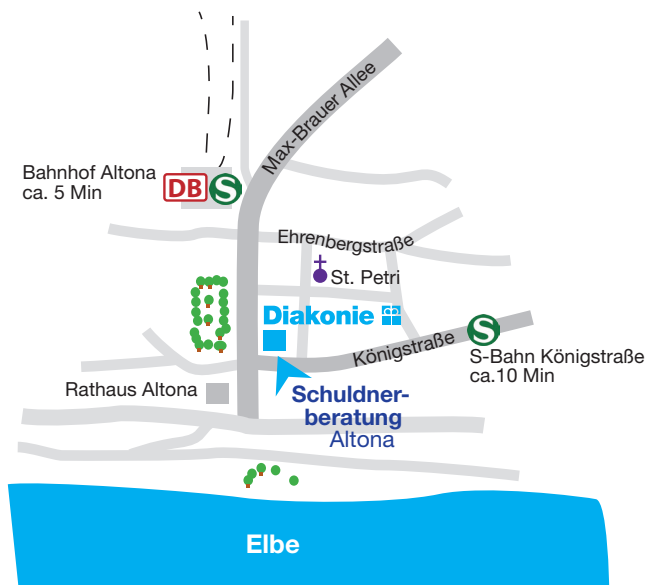 Max-Brauer Allee
Bahnhof Altona
ca. 5 Min
DB
S
Ehrenbergstraße
St. Petri
Diakonie
Königstraße
S
S-Bahn Königstraße
ca.10 Min
Rathaus Altona
Schuldner-
beratung
Altona
Elbe